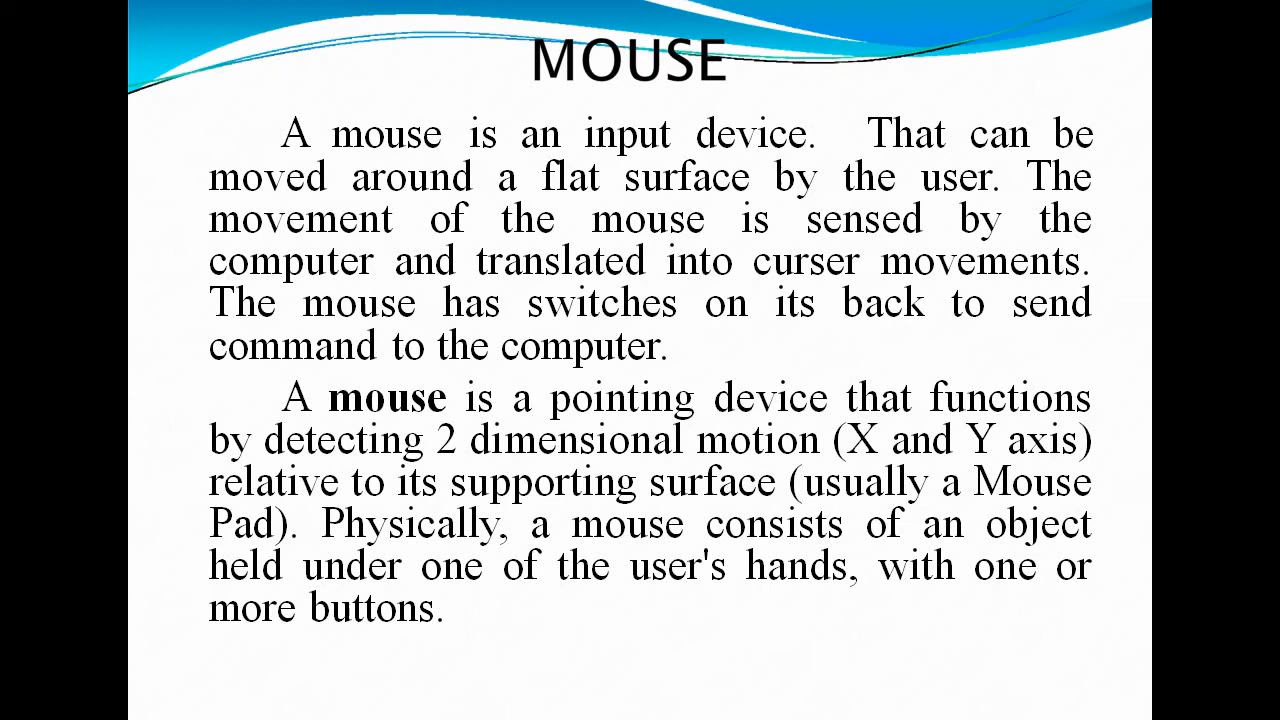 MOUSE
A mouse is an input device. That can be
moved around a flat surface by the user. The
movement of the mouse is sensed by the
computer and translated into curser movements.
The mouse has switches on its back to send
command to the computer.
A mouse is a pointing device that functions
by detecting 2 dimensional motion (X and Y axis)
relative to its supporting surface (usually a Mouse
Pad). Physically, a mouse consists of an object
held under one of the user's hands, with one or
more buttons.